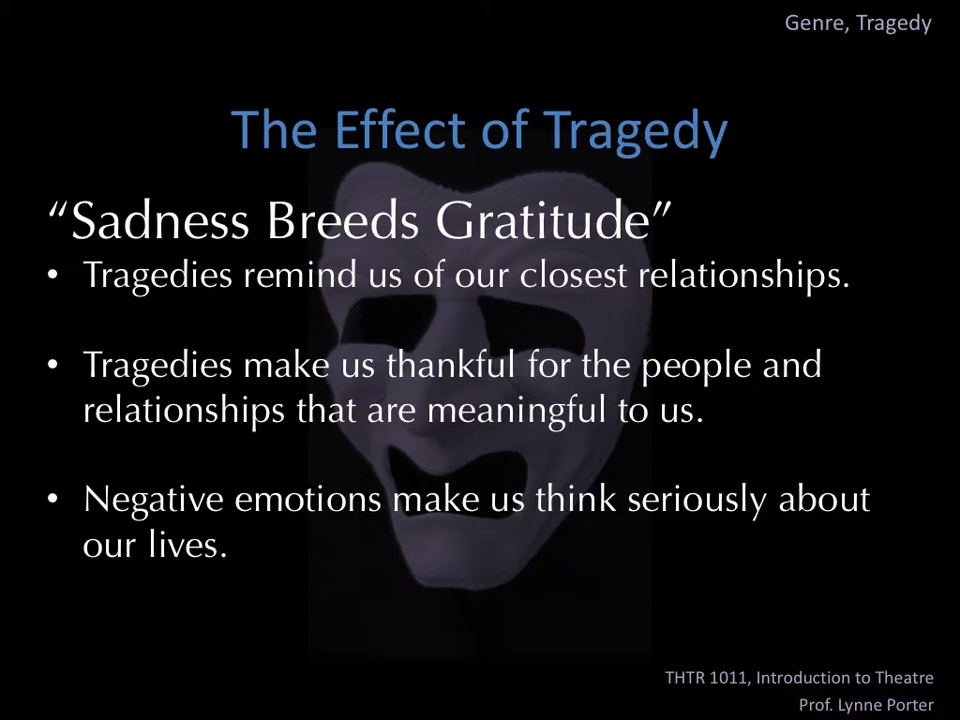 Genre, Tragedy
The Effect of Tragedy
“Sadness Breeds Gratitude”
• Tragedies remind us of our closest relationships.
• Tragedies make us thankful for the people and
relationships that are meaningful to us.
• Negative emotions make us think seriously about
our lives.
THTR 1011, Introduction to Theatre
Prof. Lynne Porter